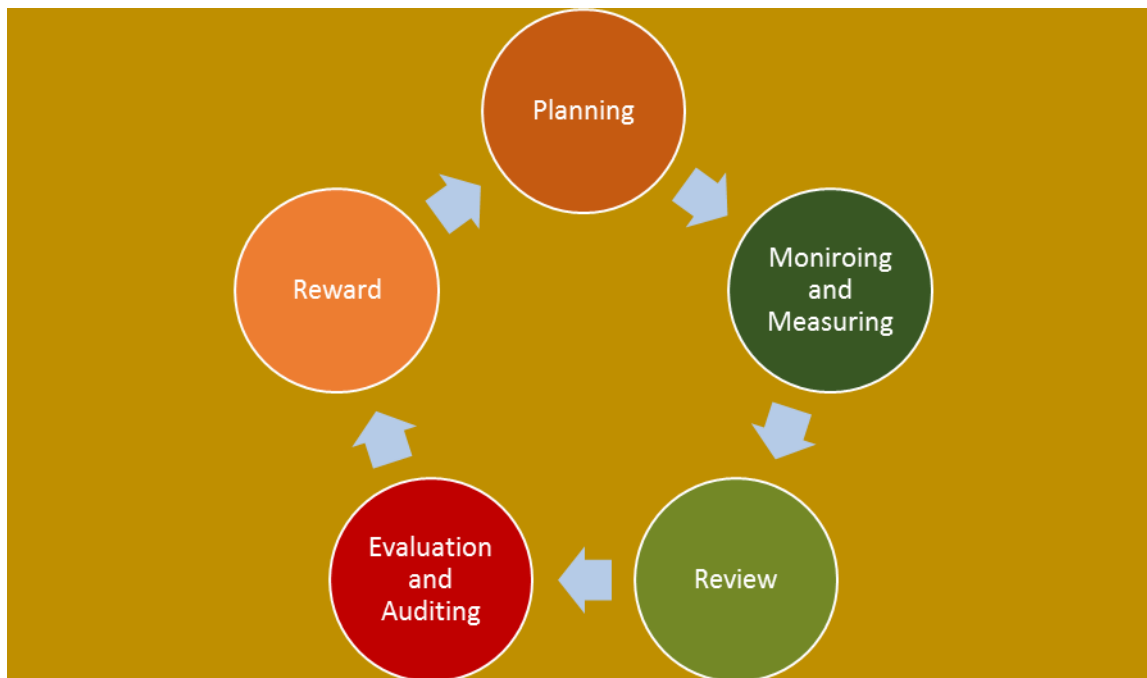 Planning
Moniroing
and
Measuring
Review
Evaluation
and
Auditing
Reward